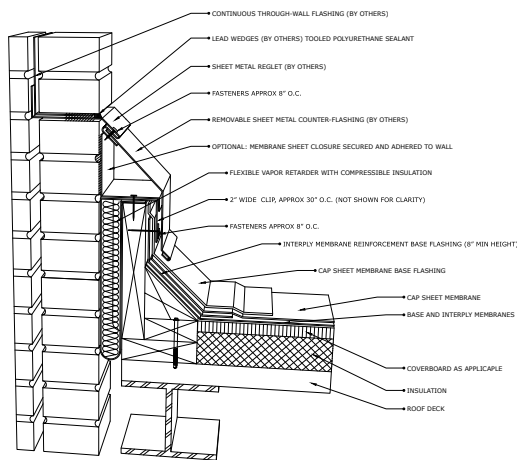 CONTINUOUS THROUGH-WALL FLASHING (BY OTHERS)
LEAD WEDGES (BY OTHERS) TOOLED POLYURETHANE SEALANT
SHEET METAL REGLET (BY OTHERS)
FASTENERS APPROX 8" O.C.
REMOVABLE SHEET METAL COUNTER-FLASHING (BY OTHERS)
OPTIONAL: MEMBRANE SHEET CLOSURE SECURED AND ADHERED TO WALL
FLEXIBLE VAPOR RETARDER WITH COMPRESSIBLE INSULATION
2" WIDE CLIP, APPROX 30" O.C. (NOT SHOWN FOR CLARITY)
FASTENERS APPROX 8" O.C.
INTERPLY MEMBRANE REINFORCEMENT BASE FLASHING (8" MIN HEIGHT)
CAP SHEET MEMBRANE BASE FLASHING
CAP SHEET MEMBRANE
BASE AND INTERPLY MEMBRANES
COVERBOARD AS APPLICAPLE
INSULATION
ROOF DECK